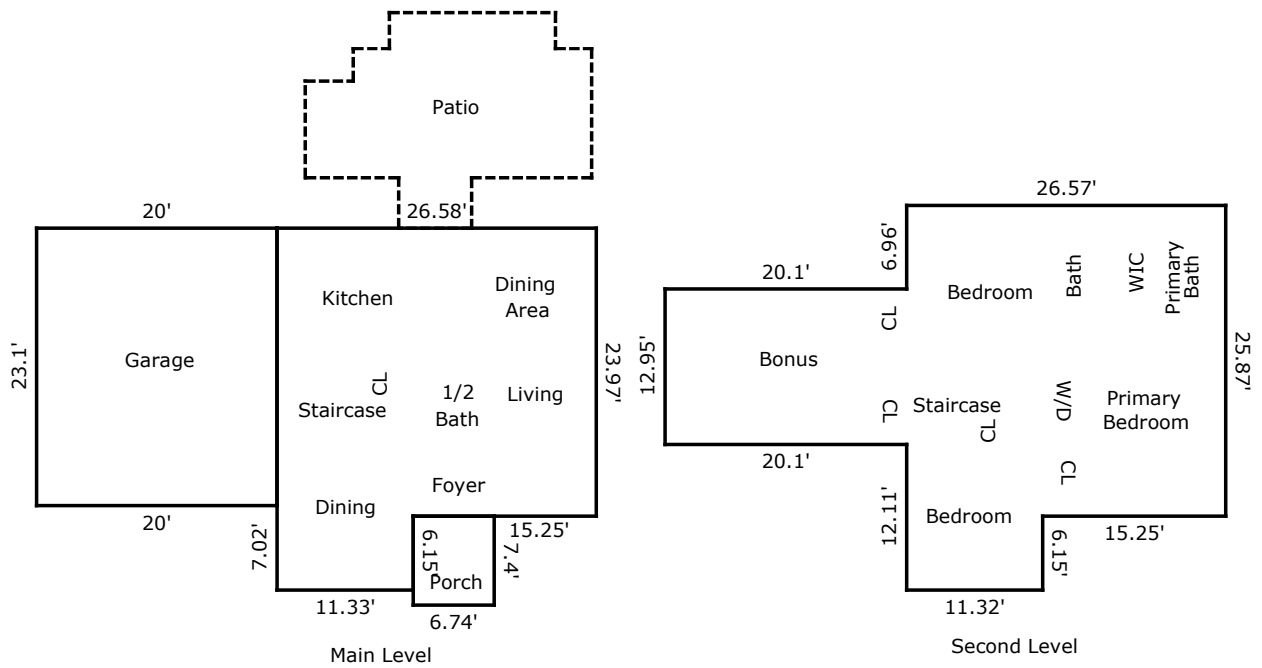 Patio
20'
26.58'
23.1'
Garage
Kitchen
Dining
Area
CL
Staircase
1/2
Bath
Living
23.97'
Foyer
Dining
20'
7.02'
6.15'
7.4'
15.25'
Porch
11.33'
6.74'
Main Level
26.57'
6.96'
20.1'
Bedroom
Bath
WIC
Primary
Bath
CL
12.95'
Bonus
25.87'
CL
Staircase
CL
W/D
Primary
Bedroom
20.1'
CL
12.11'
Bedroom
6.15'
15.25'
11.32'
Second Level